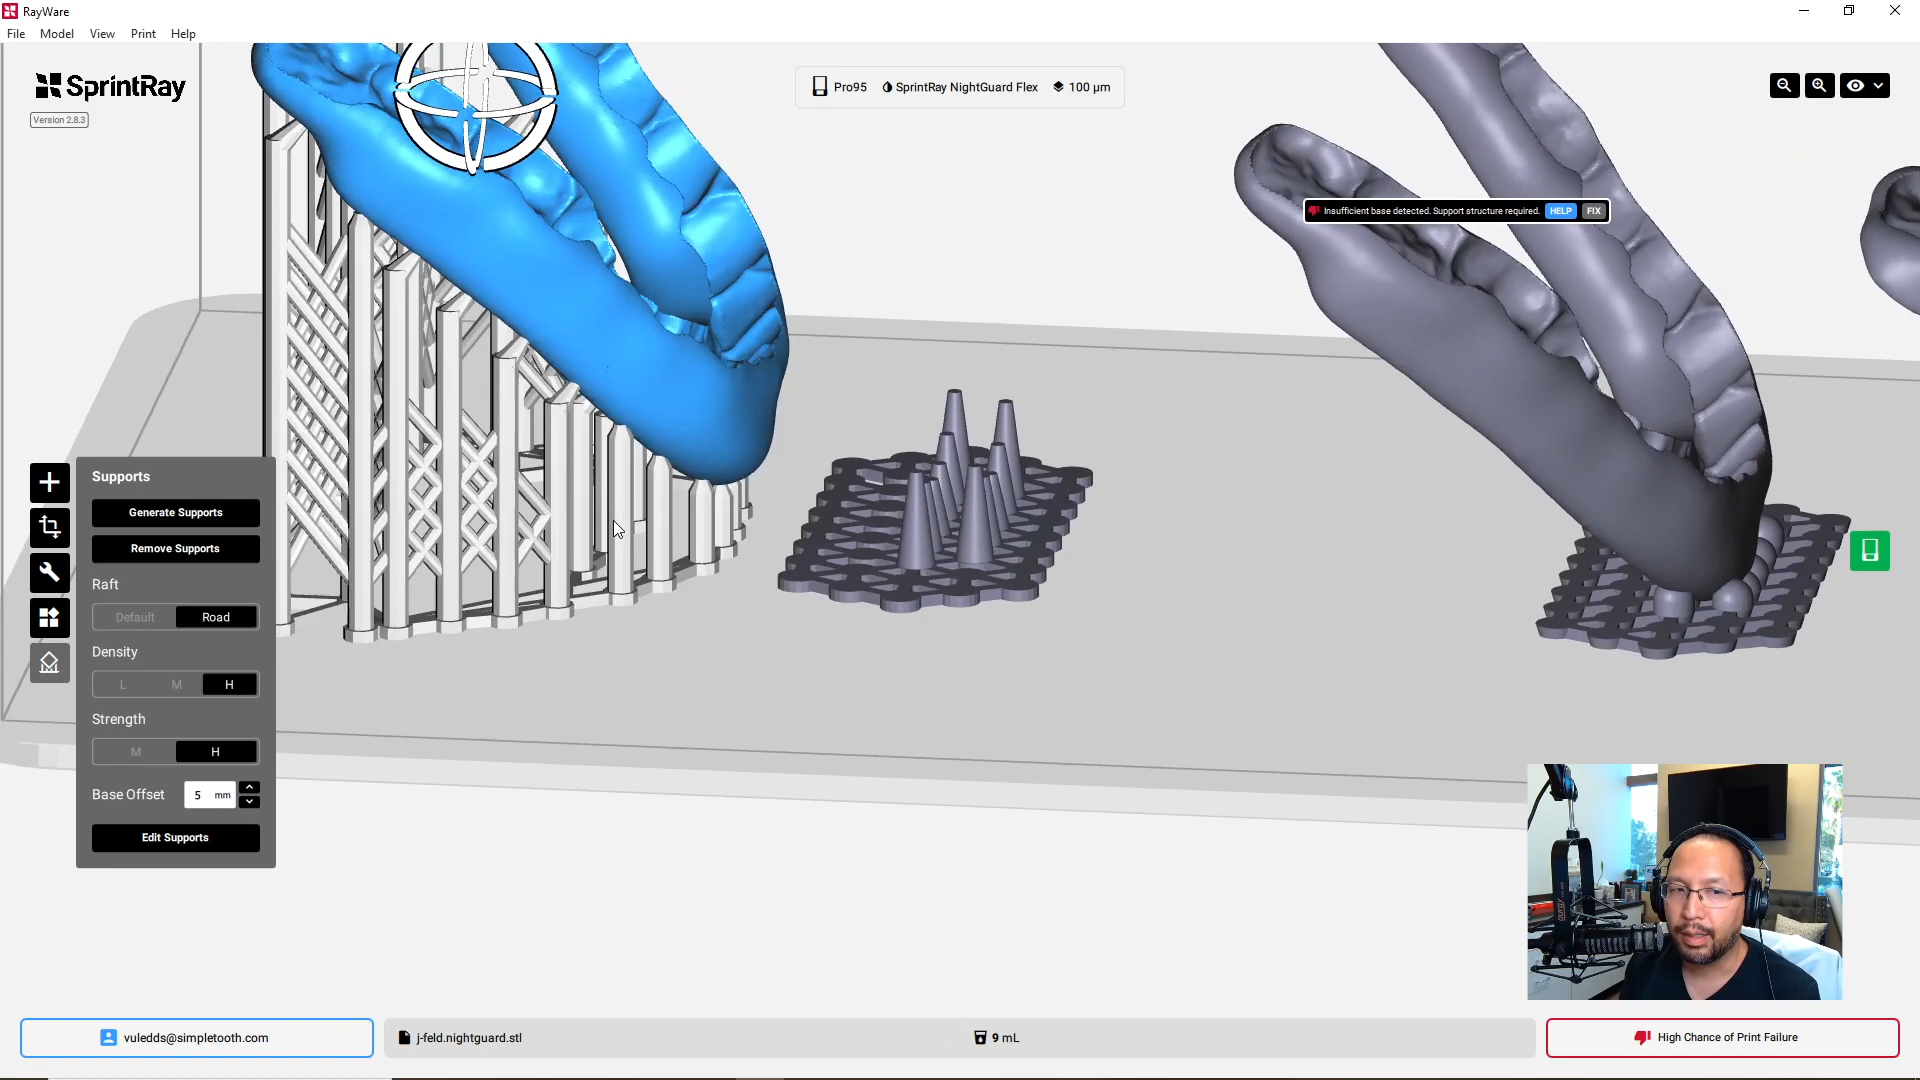 RayWare
File Model View Print Help
SprintRay
Version 2.8.3
Pro95 SprintRay NightGuard Flex 100 µm
Insufficient base detected. Support structure required. HELP FIX
Supports
Generate Supports
Remove Supports
Raft
Default Road
Density
L M H
Strength
M H
Base Offset 5 mm
Edit Supports
vuledds@simpletooth.com
j-feld.nightguard.stl
9 mL
High Chance of Print Failure